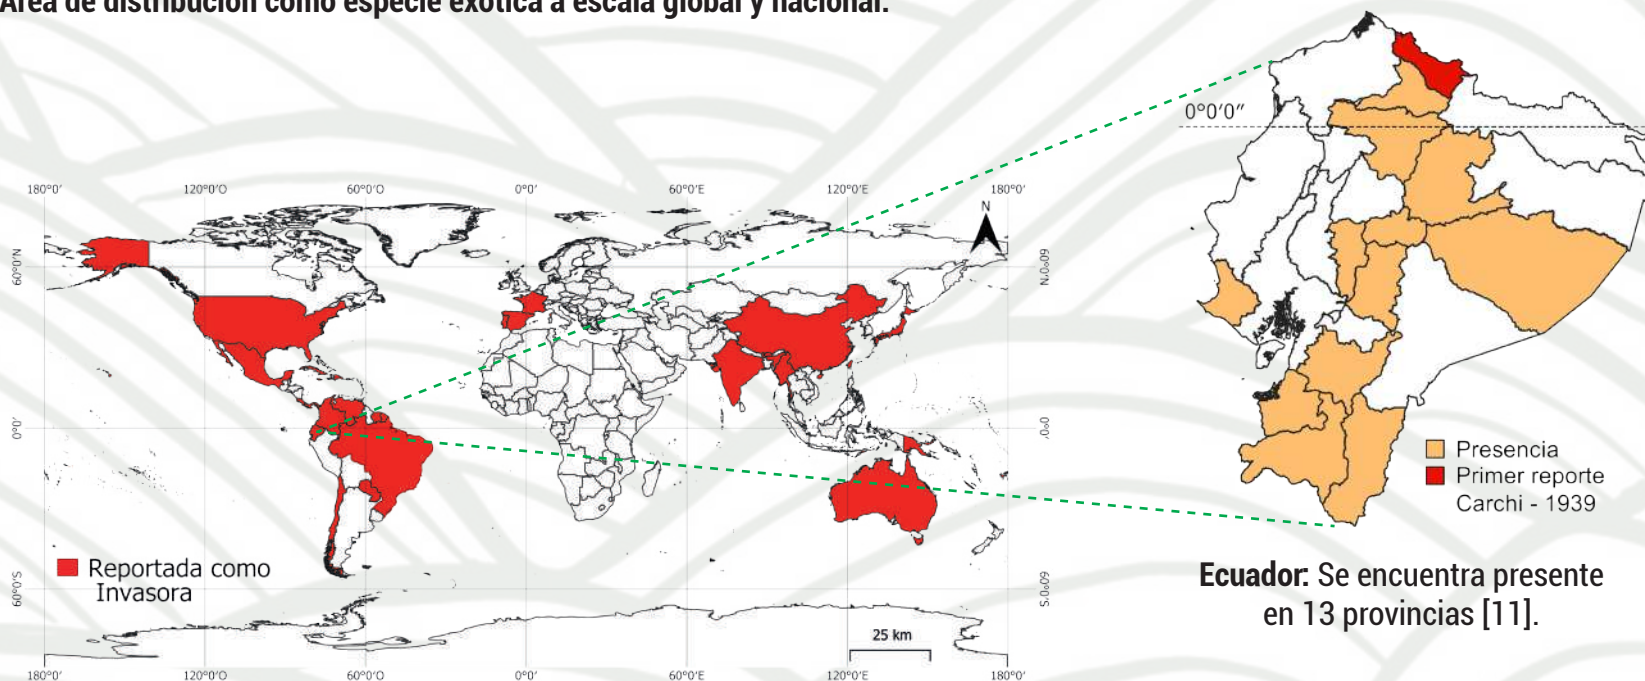 Área de distribución como especie exótica a escala global y nacional.
180°0′ 120°0′O 60°0′O 0°0′ 60°0′E 120°0′E 180°0′
N
60°0′N
60°0′N
0°0′
0°0′
60°0′S
60°0′S
Reportada como
Invasora
25 km
180°0′ 120°0′O 60°0′O 0°0′ 60°0′E 120°0′E 180°0′
0°0′0″
Presencia
Primer reporte
Carchi - 1939
Ecuador: Se encuentra presente
en 13 provincias [11].